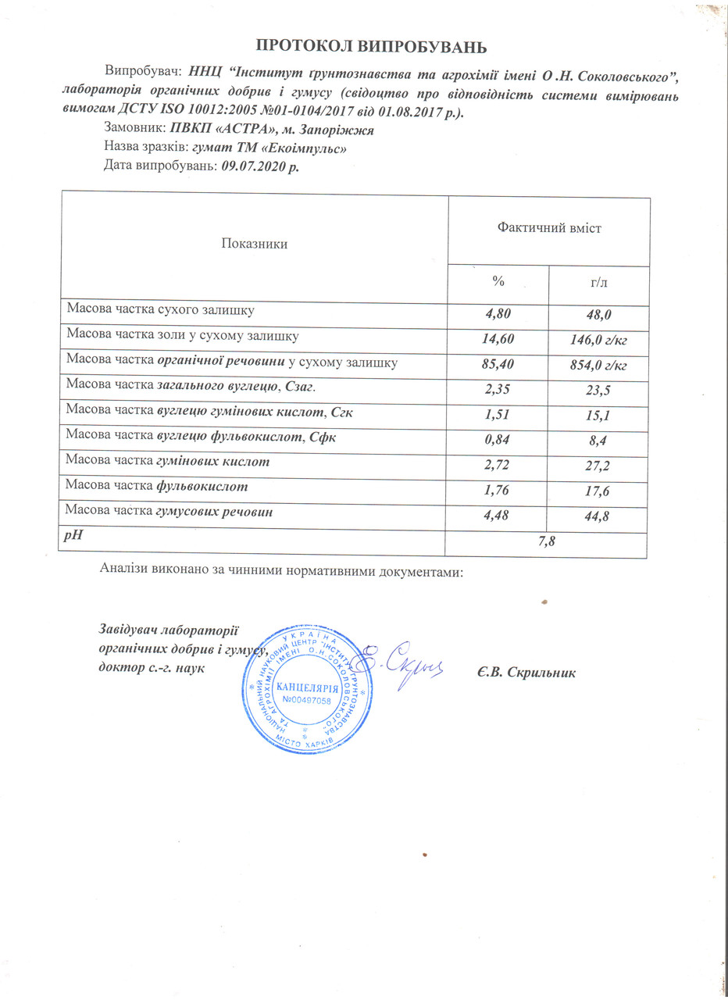 ПРОТОКОЛ ВИПРОБУВАНЬ
Випробувач: ННЦ “Інститут ґрунтознавства та агрохімії імені О .Н. Соколовського”,
лабораторія органічних добрив і гумусу (свідоцтво про відповідність системи вимірювань
вимогам ДСТУ ISO 10012:2005 №01-0104/2017 від 01.08.2017 р.).
Замовник: ПВКП «АСТРА», м. Запоріжжя
Назва зразків: гумат ТМ «Екоімпульс»
Дата випробувань: 09.07.2020 р.
Показники
Фактичний вміст
% г/л
Масова частка сухого залишку 4,80 48,0
Масова частка золи у сухому залишку 14,60 146,0 г/кг
Масова частка органічної речовини у сухому залишку 85,40 854,0 г/кг
Масова частка загального вуглецю, Сзаг. 2,35 23,5
Масова частка вуглецю гумінових кислот, Сгк 1,51 15,1
Масова частка вуглецю фульвокислот, Сфк 0,84 8,4
Масова частка гумінових кислот 2,72 27,2
Масова частка фульвокислот 1,76 17,6
Масова частка гумусових речовин 4,48 44,8
рН 7,8
Аналізи виконано за чинними нормативними документами:
Завідувач лабораторії
органічних добрив і гумусу,
доктор с.-г. наук Є.В. Скрильник
УКРАЇНА
НАЦІОНАЛЬНИЙ НАУКОВИЙ ЦЕНТР "ІНСТИТУТ ГРУНТОЗНАВСТВА
ТА АГРОХІМІЇ ІМЕНІ О.Н.СОКОЛОВСЬКОГО"
КАНЦЕЛЯРІЯ
№00497058
МІСТО ХАРКІВ
Є. Скрил